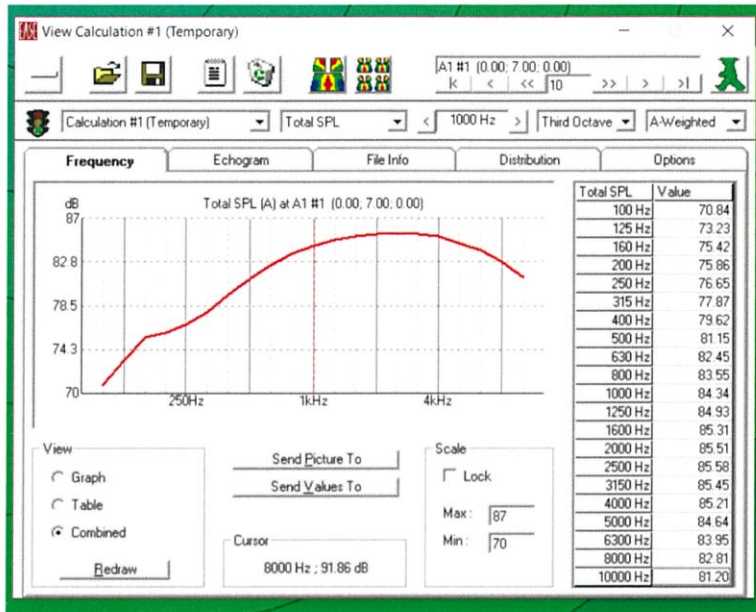 EASE View Calculation #1 (Temporary)
A1 #1 (0.00; 7.00; 0.00)
k < << 10 >> > >|
Calculation #1 (Temporary) Total SPL < 1000 Hz > Third Octave A-Weighted
Frequency Echogram File Info Distribution Options
dB Total SPL (A) at A1 #1 (0.00; 7.00; 0.00)
87
82.8
78.5
74.3
70
250Hz 1kHz 4kHz
Total SPL Value
100 Hz 70.84
125 Hz 73.23
160 Hz 75.42
200 Hz 75.86
250 Hz 76.65
315 Hz 77.87
400 Hz 79.62
500 Hz 81.15
630 Hz 82.45
800 Hz 83.55
1000 Hz 84.34
1250 Hz 84.93
1600 Hz 85.31
2000 Hz 85.51
2500 Hz 85.58
3150 Hz 85.45
4000 Hz 85.21
5000 Hz 84.64
6300 Hz 83.95
8000 Hz 82.81
10000 Hz 81.20
View
Graph
Table
Combined
Redraw
Send Picture To
Send Values To
Cursor
8000 Hz ; 91.86 dB
Scale
Lock
Max : 87
Min : 70